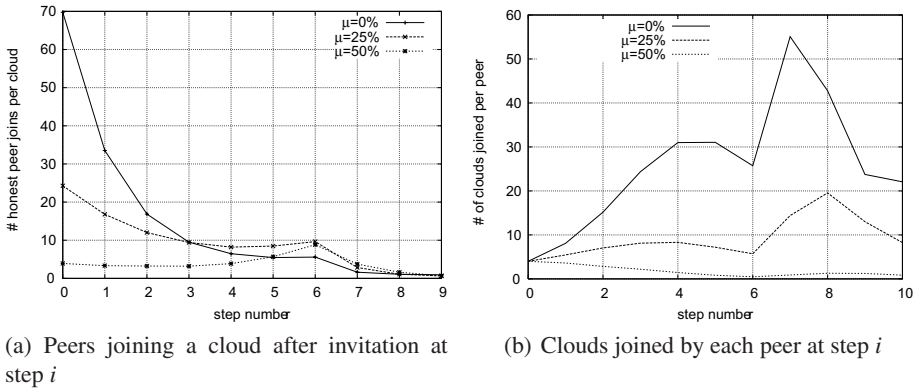 70
60
50
40
30
20
10
0
# honest peer joins per cloud
μ=0%
μ=25%
μ=50%
0 1 2 3 4 5 6 7 8 9
step number
(a) Peers joining a cloud after invitation at
step i
60
50
40
30
20
10
0
# of clouds joined per peer
μ=0%
μ=25%
μ=50%
0 2 4 6 8 10
step number
(b) Clouds joined by each peer at step i